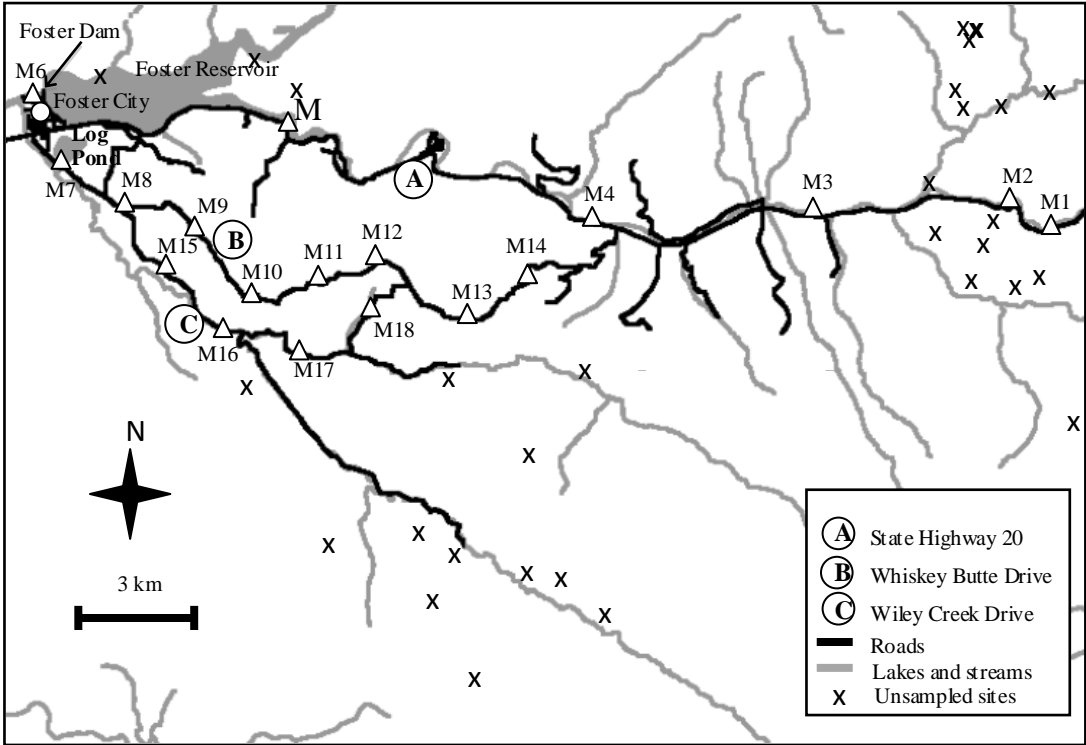 Foster Dam
M6
Foster Reservoir
Foster City
M
Log
Pond
M7
M8
M9
A
M4
M3
M2
M1
B
M15
M10
M11
M12
M14
M13
C
M16
M18
M17
N
3 km
A State Highway 20
B Whiskey Butte Drive
C Wiley Creek Drive
Roads
Lakes and streams
x Unsampled sites